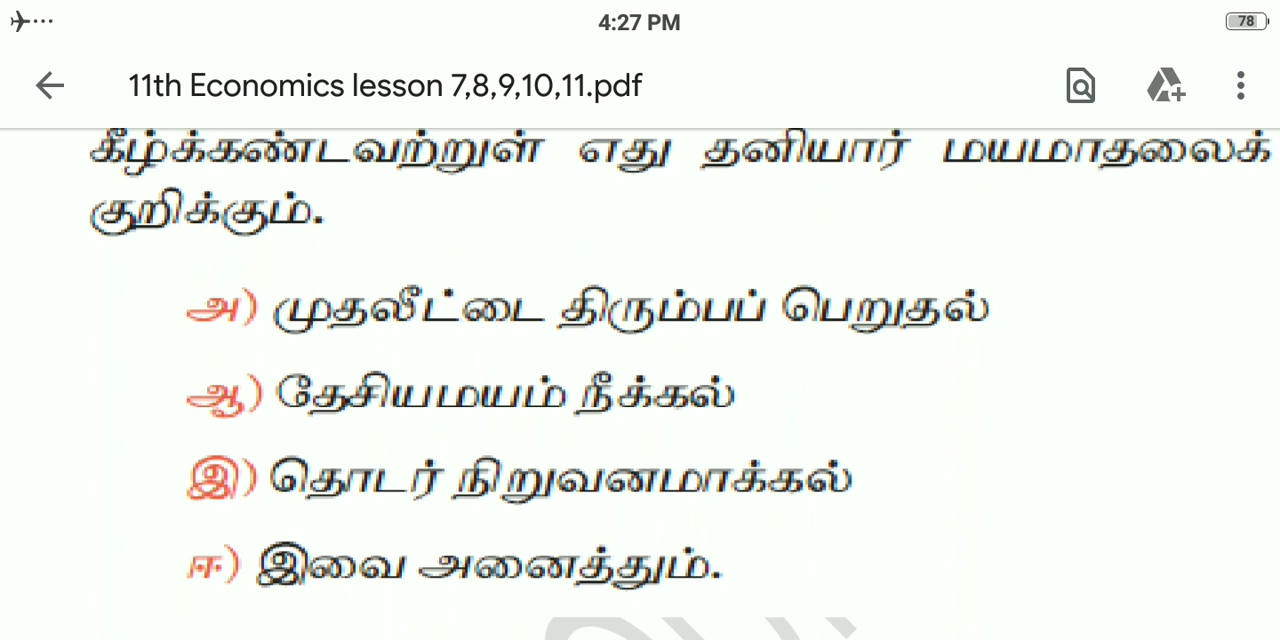 4:27 PM
78
11th Economics lesson 7,8,9,10,11.pdf
கீழ்க்கண்டவற்றுள் எது தனியார் மயமாதலைக்
குறிக்கும்.
அ) முதலீட்டை திரும்பப் பெறுதல்
ஆ) தேசியமயம் நீக்கல்
இ) தொடர் நிறுவனமாக்கல்
ஈ) இவை அனைத்தும்.